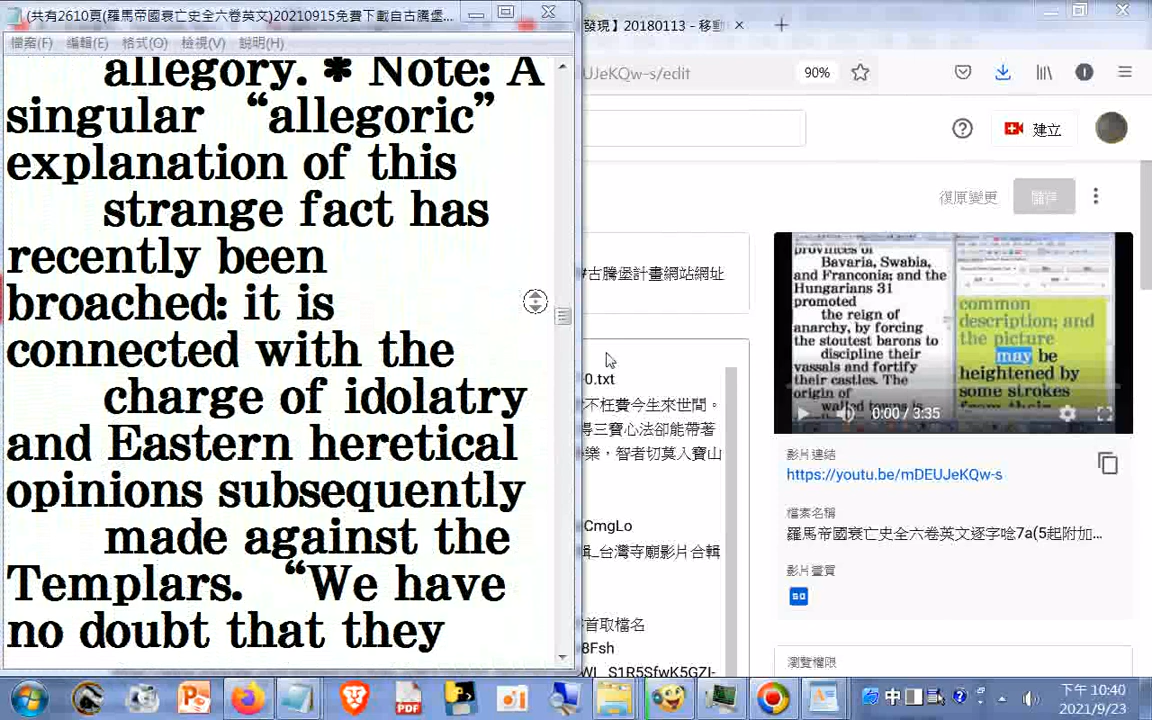 (共有2610頁(羅馬帝國衰亡史全六卷英文)20210915免費下載自古騰堡...
檔案(F) 編輯(E) 格式(O) 檢視(V) 說明(H)
allegory. * Note: A
singular “allegoric”
explanation of this
strange fact has
recently been
broached: it is
connected with the
charge of idolatry
and Eastern heretical
opinions subsequently
made against the
Templars. “We have
no doubt that they
發現】20180113 - 移動
UJeKQw-s/edit
90%
建立
復原變更
儲存
#古騰堡計畫網站網址
0.txt
不枉費今生來世間。
得三寶心法卻能帶著
樂，智者切莫入寶山
CmgLo
輯_台灣寺廟影片合輯
首取檔名
8Fsh
WI_S1R5SfwK5GZI-
provinces of
Bavaria, Swabia,
and Franconia; and the
Hungarians 31
promoted
the reign of
anarchy, by forcing
the stoutest barons to
discipline their
vassals and fortify
their castles. The
origin of
walled towns is
common
description; and
the picture
may be
heightened by
some strokes
0:00 / 3:35
影片連結
https://youtu.be/mDEUJeKQw-s
檔案名稱
羅馬帝國衰亡史全六卷英文逐字唸7a(5起附加...
影片畫質
SD
瀏覽權限
中
下午 10:40
2021/9/23